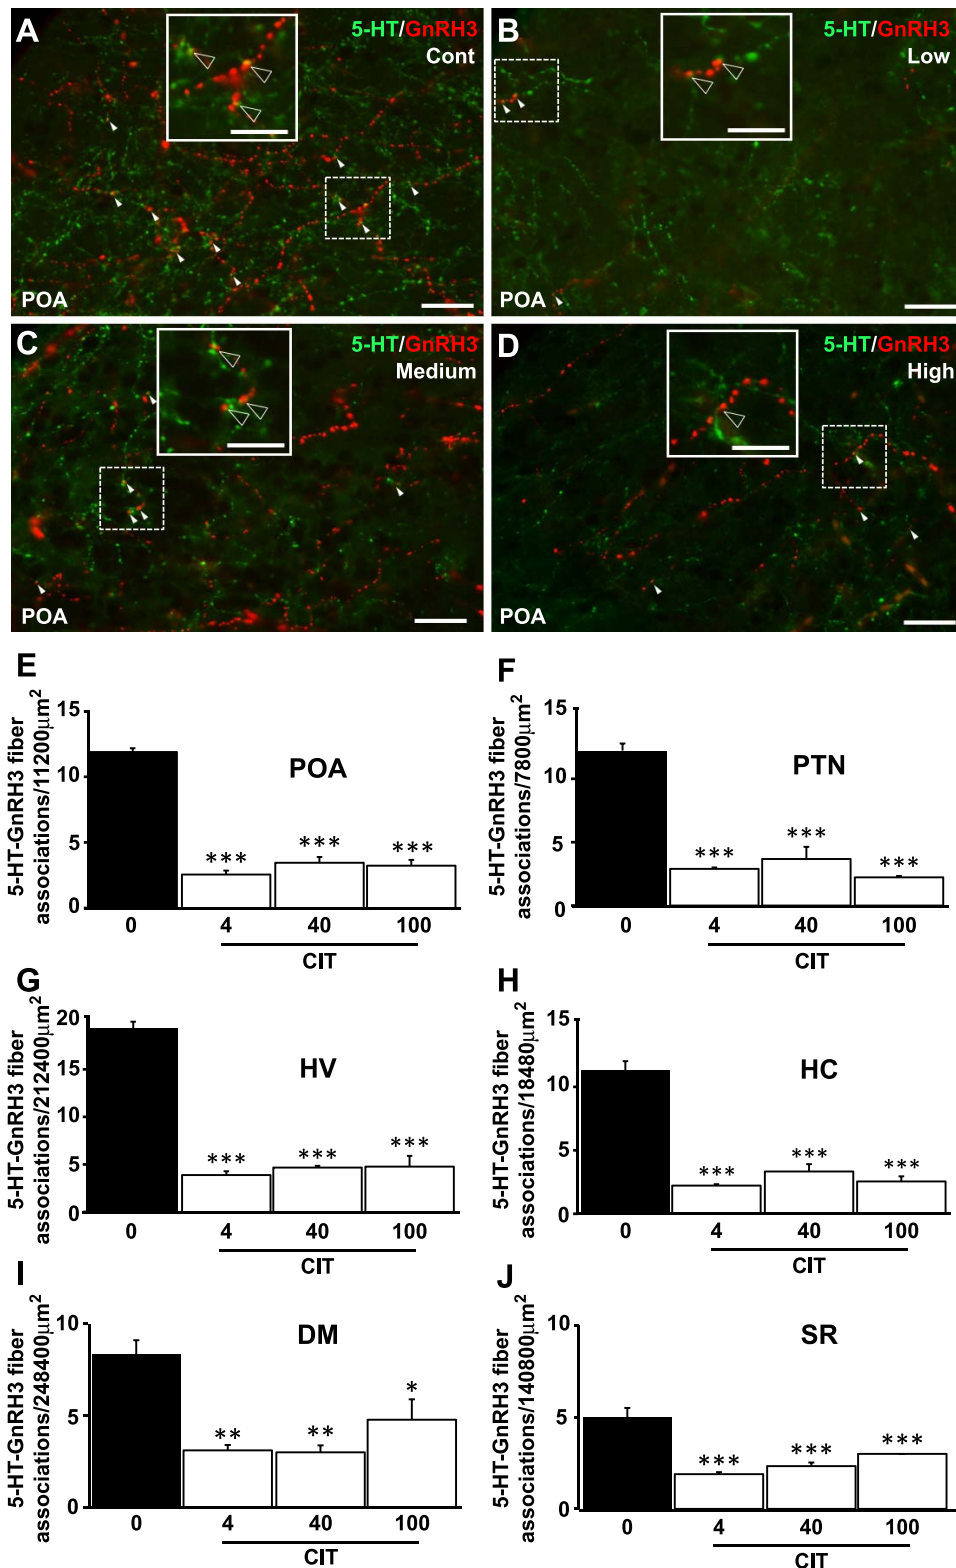 A
5-HT/GnRH3
Cont
POA
B
5-HT/GnRH3
Low
POA
C
5-HT/GnRH3
Medium
POA
D
5-HT/GnRH3
High
POA
E
5-HT-GnRH3 fiber
associations/11200µm²
15
10
5
0
POA
***
***
***
0 4 40 100
CIT
F
5-HT-GnRH3 fiber
associations/7800µm²
15
10
5
0
PTN
***
***
***
0 4 40 100
CIT
G
5-HT-GnRH3 fiber
associations/212400µm²
20
15
10
5
0
HV
***
***
***
0 4 40 100
CIT
H
5-HT-GnRH3 fiber
associations/18480µm²
15
10
5
0
HC
***
***
***
0 4 40 100
CIT
I
5-HT-GnRH3 fiber
associations/248400µm²
10
5
0
DM
**
**
*
0 4 40 100
CIT
J
5-HT-GnRH3 fiber
associations/140800µm²
10
5
0
SR
***
***
***
0 4 40 100
CIT